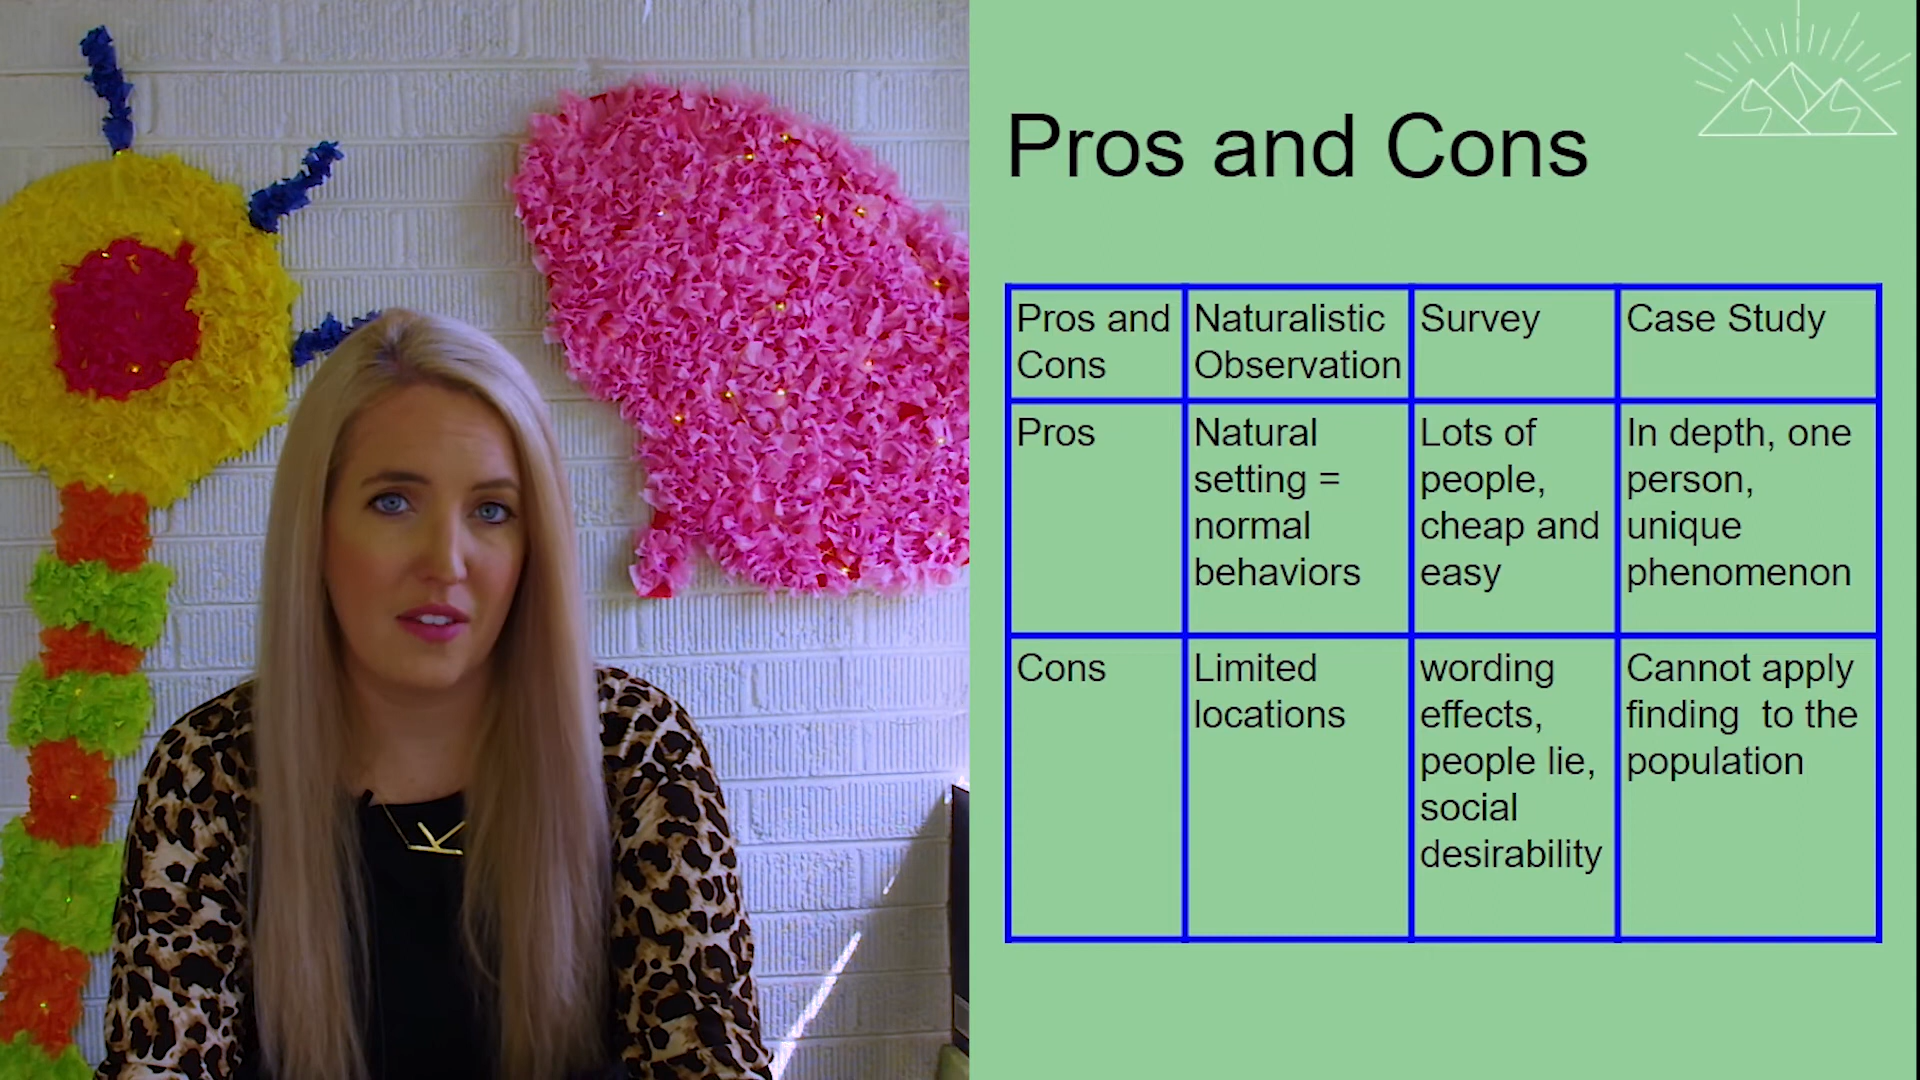 Pros and Cons
Pros and
Cons
Naturalistic
Observation
Survey
Case Study
Pros
Natural
setting =
normal
behaviors
Lots of
people,
cheap and
easy
In depth, one
person,
unique
phenomenon
Cons
Limited
locations
wording
effects,
people lie,
social
desirability
Cannot apply
finding  to the
population
K